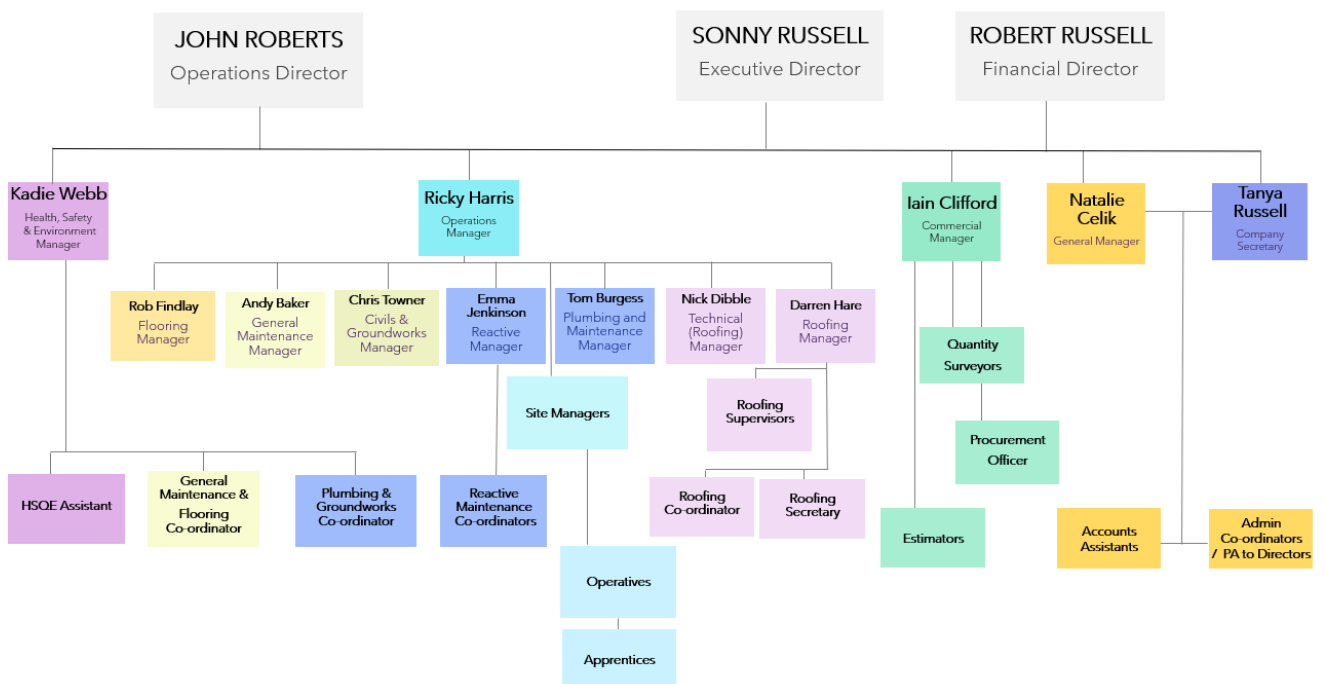 JOHN ROBERTS
Operations Director
SONNY RUSSELL
Executive Director
ROBERT RUSSELL
Financial Director
Kadie Webb
Health, Safety
& Environment
Manager
Ricky Harris
Operations
Manager
Iain Clifford
Commercial
Manager
Natalie
Celik
General Manager
Tanya
Russell
Company
Secretary
Rob Findlay
Flooring
Manager
Andy Baker
General
Maintenance
Manager
Chris Towner
Civils &
Groundworks
Manager
Emma
Jenkinson
Reactive
Manager
Tom Burgess
Plumbing and
Maintenance
Manager
Nick Dibble
Technical
(Roofing)
Manager
Darren Hare
Roofing
Manager
Quantity
Surveyors
Site Managers
Roofing
Supervisors
Procurement
Officer
HSQE Assistant
General
Maintenance &
Flooring
Co-ordinator
Plumbing &
Groundworks
Co-ordinator
Reactive
Maintenance
Co-ordinators
Roofing
Co-ordinator
Roofing
Secretary
Estimators
Accounts
Assistants
Admin
Co-ordinators
/ PA to Directors
Operatives
Apprentices